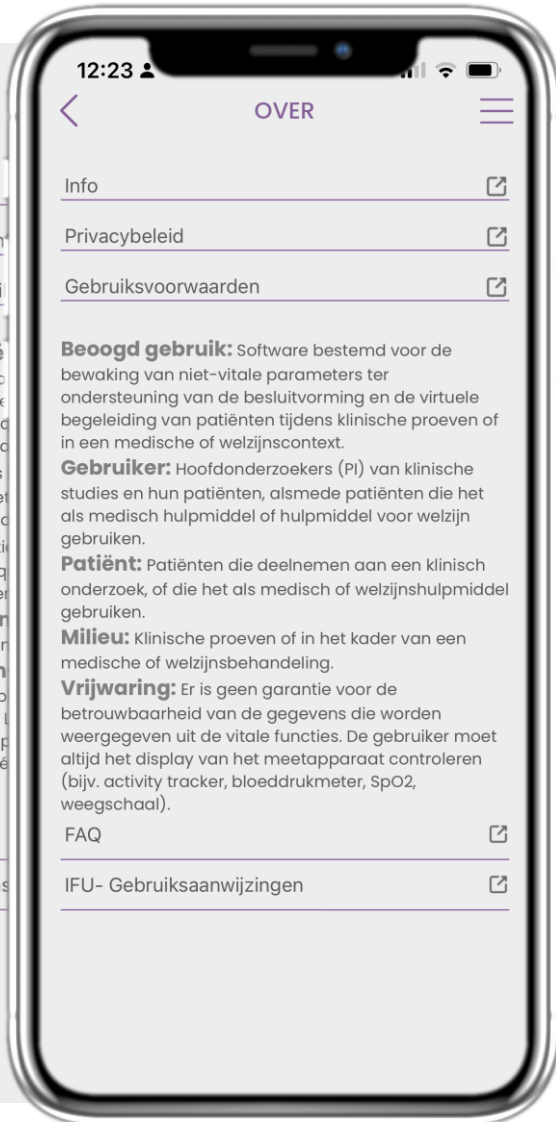 12:23
OVER
Info
Privacybeleid
Gebruiksvoorwaarden
Beoogd gebruik: Software bestemd voor de
bewaking van niet-vitale parameters ter
ondersteuning van de besluitvorming en de virtuele
begeleiding van patiënten tijdens klinische proeven of
in een medische of welzijnscontext.
Gebruiker: Hoofdonderzoekers (PI) van klinische
studies en hun patiënten, alsmede patiënten die het
als medisch hulpmiddel of hulpmiddel voor welzijn
gebruiken.
Patiënt: Patiënten die deelnemen aan een klinisch
onderzoek, of die het als medisch of welzijnshulpmiddel
gebruiken.
Milieu: Klinische proeven of in het kader van een
medische of welzijnsbehandeling.
Vrijwaring: Er is geen garantie voor de
betrouwbaarheid van de gegevens die worden
weergegeven uit de vitale functies. De gebruiker moet
altijd het display van het meetapparaat controleren
(bijv. activity tracker, bloeddrukmeter, SpO2,
weegschaal).
FAQ
IFU- Gebruiksaanwijzingen